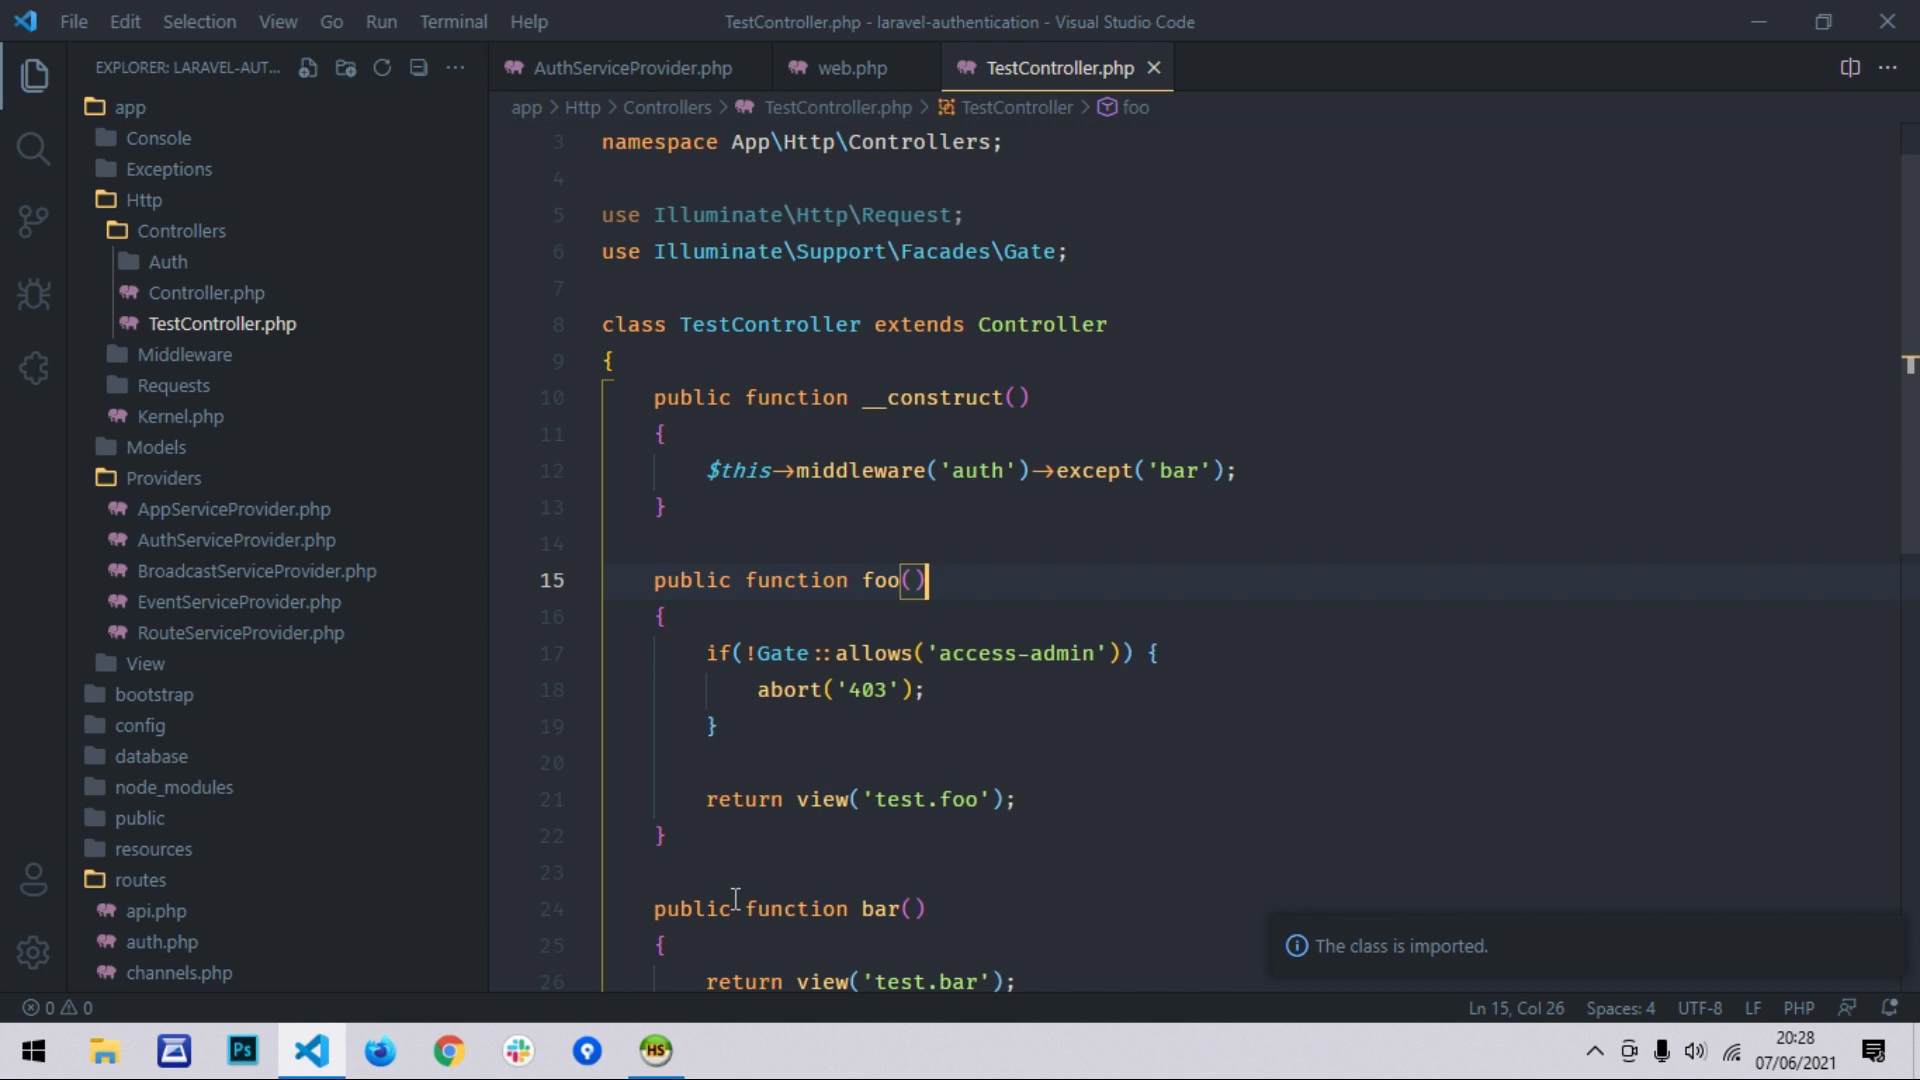 File Edit Selection View Go Run Terminal Help
TestController.php - laravel-authentication - Visual Studio Code
EXPLORER: LARAVEL-AUT...
app
Console
Exceptions
Http
Controllers
Auth
Controller.php
TestController.php
Middleware
Requests
Kernel.php
Models
Providers
AppServiceProvider.php
AuthServiceProvider.php
BroadcastServiceProvider.php
EventServiceProvider.php
RouteServiceProvider.php
View
bootstrap
config
database
node_modules
public
resources
routes
api.php
auth.php
channels.php
AuthServiceProvider.php web.php TestController.php
app > Http > Controllers > TestController.php > TestController > foo
3 namespace App\Http\Controllers;
4
5 use Illuminate\Http\Request;
6 use Illuminate\Support\Facades\Gate;
7
8 class TestController extends Controller
9 {
10 public function __construct()
11 {
12 $this->middleware('auth')->except('bar');
13 }
14
15 public function foo()
16 {
17 if(!Gate::allows('access-admin')) {
18 abort('403');
19 }
20
21 return view('test.foo');
22 }
23
24 public function bar()
25 {
26 return view('test.bar');
The class is imported.
0 0
Ln 15, Col 26 Spaces: 4 UTF-8 LF PHP
Ps
HS
20:28
07/06/2021